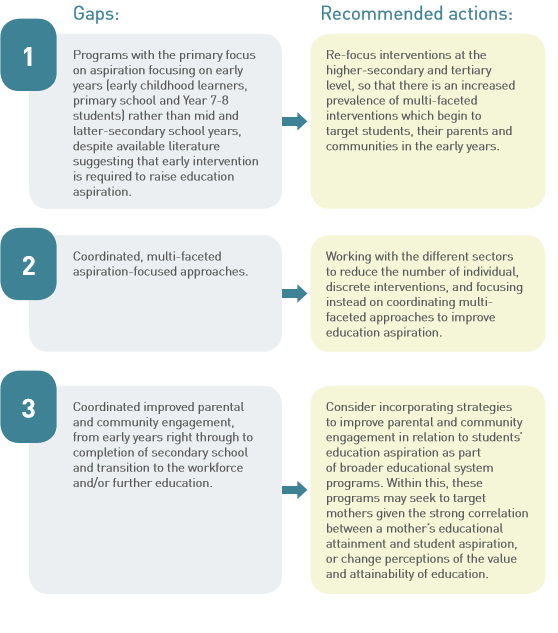 Gaps:
Recommended actions:
1
Programs with the primary focus
on aspiration focusing on early
years (early childhood learners,
primary school and Year 7-8
students) rather than mid and
latter-secondary school years,
despite available literature
suggesting that early intervention
is required to raise education
aspiration.
Re-focus interventions at the
higher-secondary and tertiary
level, so that there is an increased
prevalence of multi-faceted
interventions which begin to
target students, their parents and
communities in the early years.
2
Coordinated, multi-faceted
aspiration-focused approaches.
Working with the different sectors
to reduce the number of individual,
discrete interventions, and focusing
instead on coordinating multi-
faceted approaches to improve
education aspiration.
3
Coordinated improved parental
and community engagement,
from early years right through to
completion of secondary school
and transition to the workforce
and/or further education.
Consider incorporating strategies
to improve parental and community
engagement in relation to students'
education aspiration as part
of broader educational system
programs. Within this, these
programs may seek to target
mothers given the strong correlation
between a mother's educational
attainment and student aspiration,
or change perceptions of the value
and attainability of education.